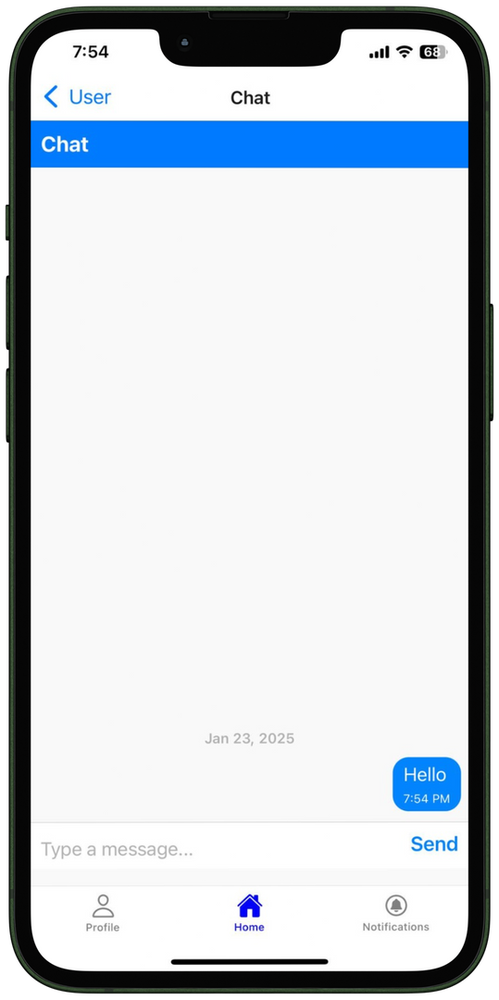 7:54
68
User
Chat
Chat
Jan 23, 2025
Hello
7:54 PM
Type a message...
Send
Profile
Home
Notifications